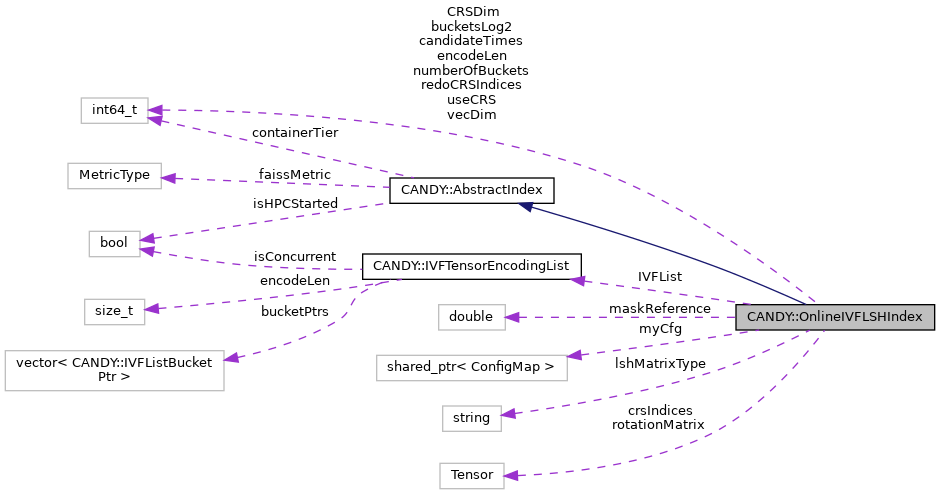 CRSDim
bucketsLog2
candidateTimes
encodeLen
numberOfBuckets
redoCRSIndices
useCRS
vecDim
int64_t
containerTier
MetricType
faissMetric
CANDY::AbstractIndex
isHPCStarted
bool
isConcurrent
CANDY::IVFTensorEncodingList
IVFList
encodeLen
size_t
bucketPtrs
double
maskReference
CANDY::OnlineIVFLSHIndex
myCfg
vector< CANDY::IVFListBucket
Ptr >
shared_ptr< ConfigMap >
lshMatrixType
string
crsIndices
rotationMatrix
Tensor